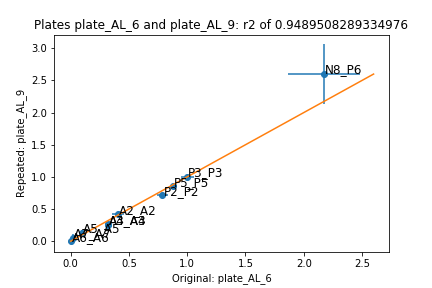 Plates plate_AL_6 and plate_AL_9: r2 of 0.9489508289334976
3.0
2.5
2.0
1.5
1.0
0.5
0.0
Repeated: plate_AL_9
N8_P6
P3_P3
P5_P5
P2_P2
A2_A2
A4_A4
A5_A5
A6_A6
0.0 0.5 1.0 1.5 2.0 2.5
Original: plate_AL_6